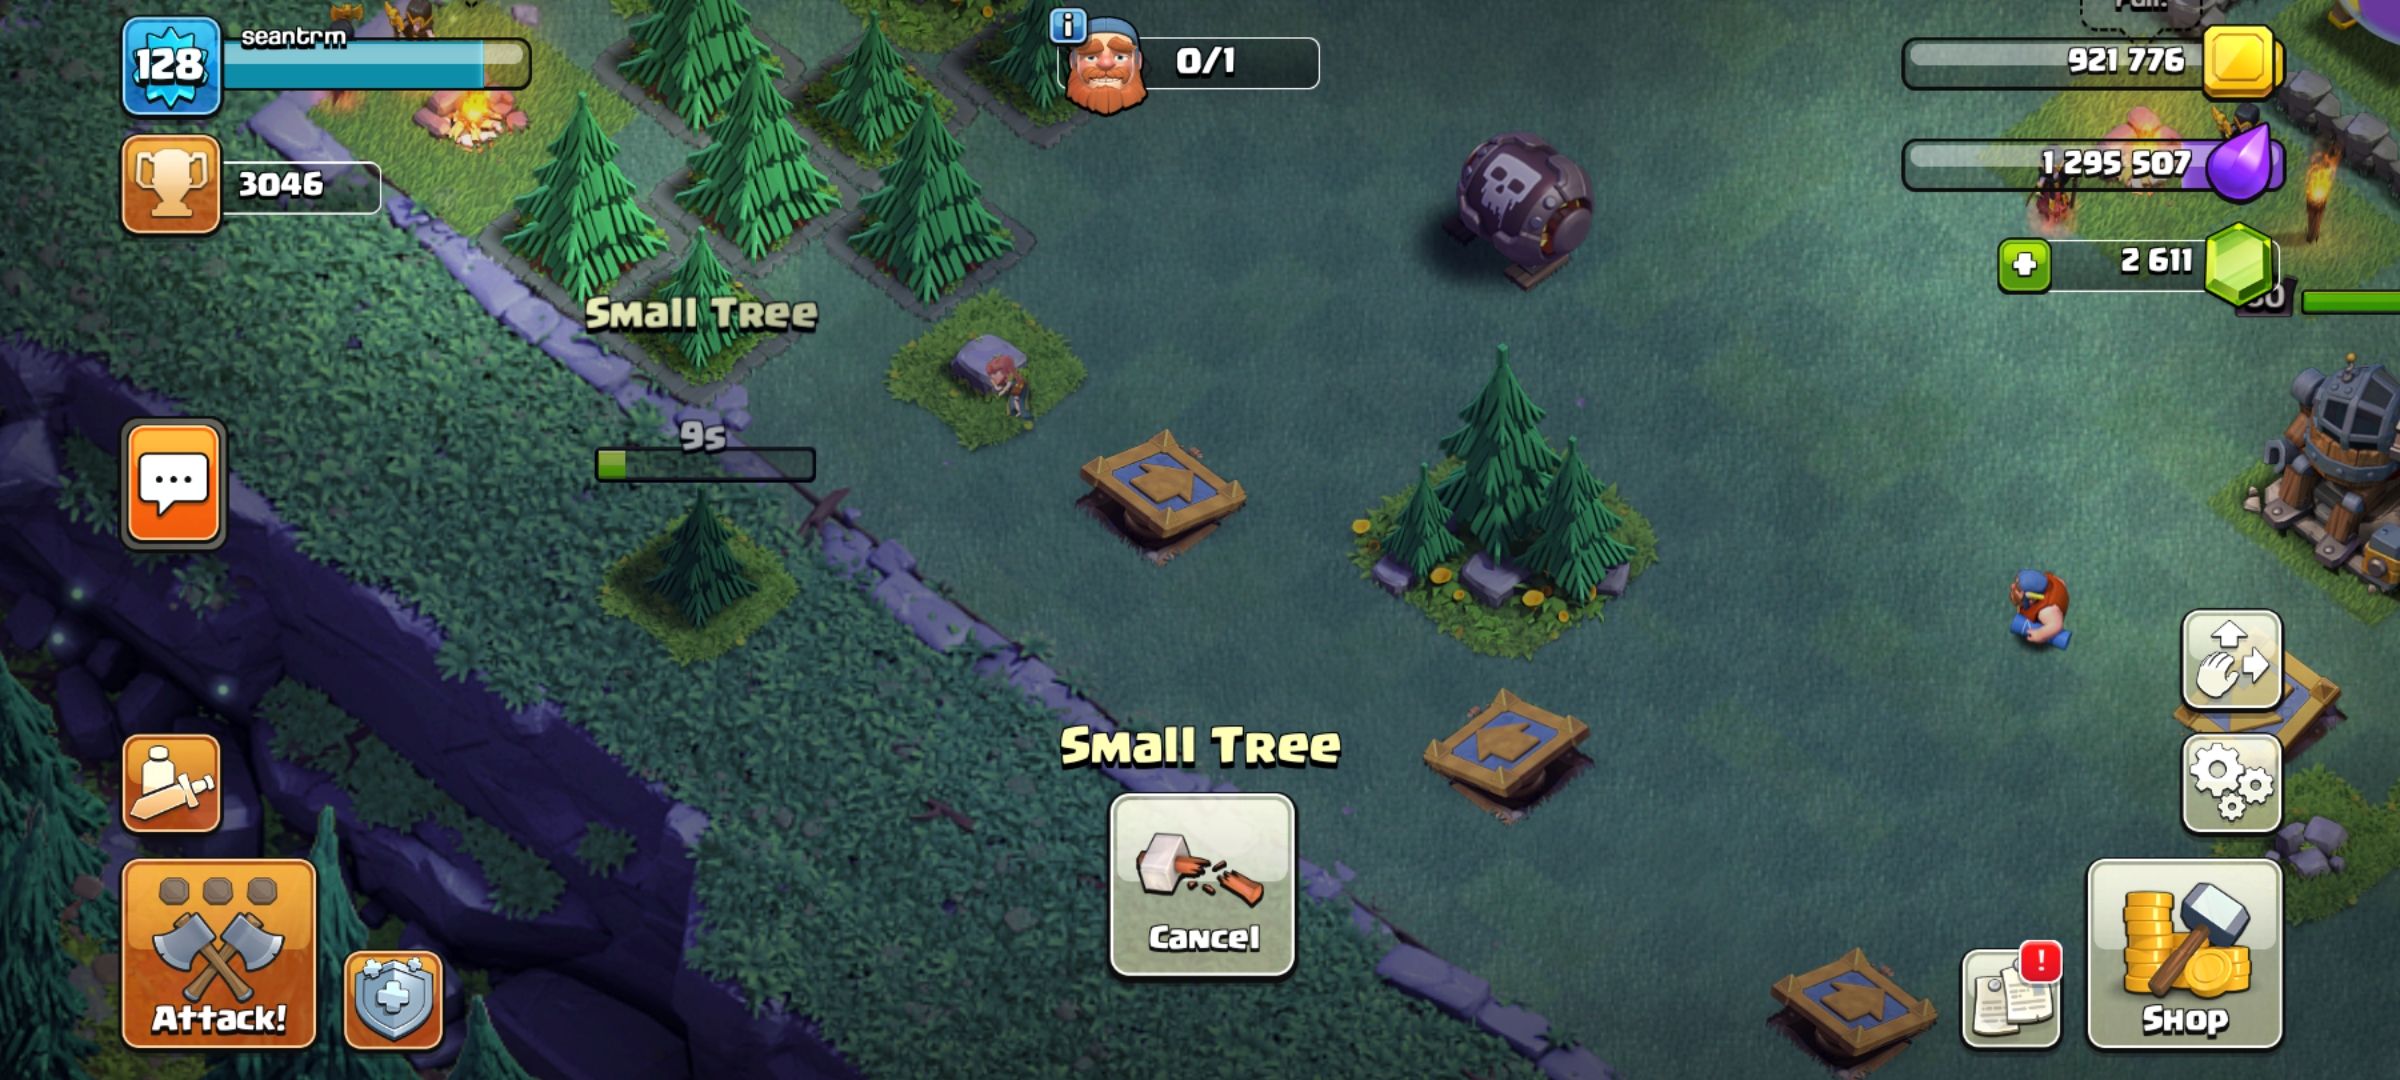 128
seantrm
0/1
921 776
3046
1 295 507
2 611
Small Tree
9s
Small Tree
Cancel
Attack!
!
Shop